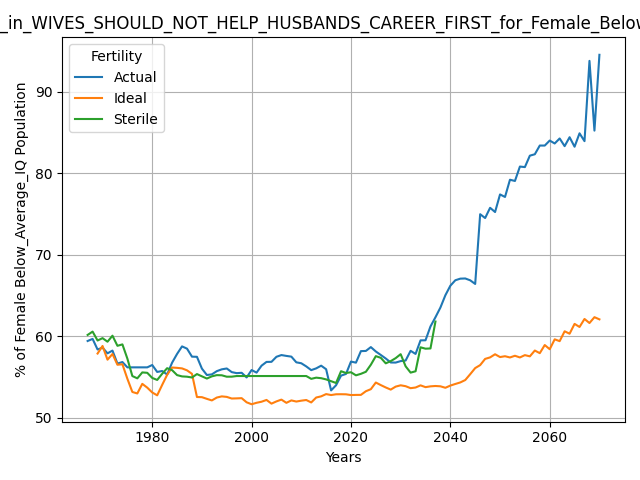 _in_WIVES_SHOULD_NOT_HELP_HUSBANDS_CAREER_FIRST_for_Female_Below
Fertility
Actual
Ideal
Sterile
% of Female Below_Average_IQ Population
90
80
70
60
50
1980
2000
2020
2040
2060
Years